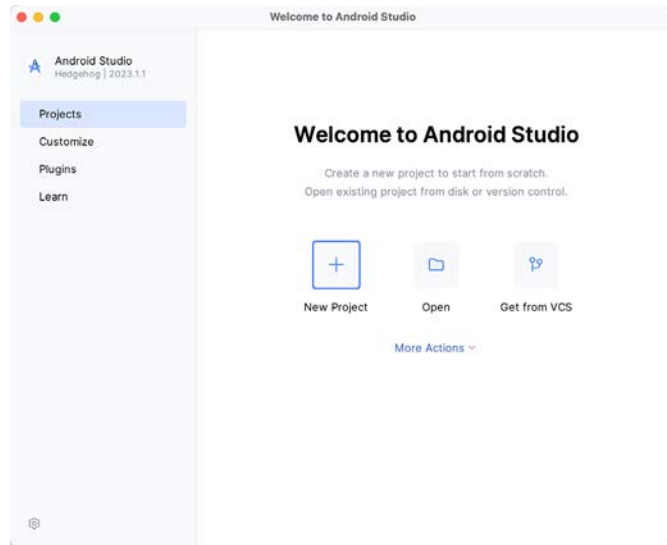 Welcome to Android Studio
Android Studio
Hedgehog | 2023.1.1
Projects
Customize
Plugins
Learn
Welcome to Android Studio
Create a new project to start from scratch.
Open existing project from disk or version control.
New Project
Open
Get from VCS
More Actions